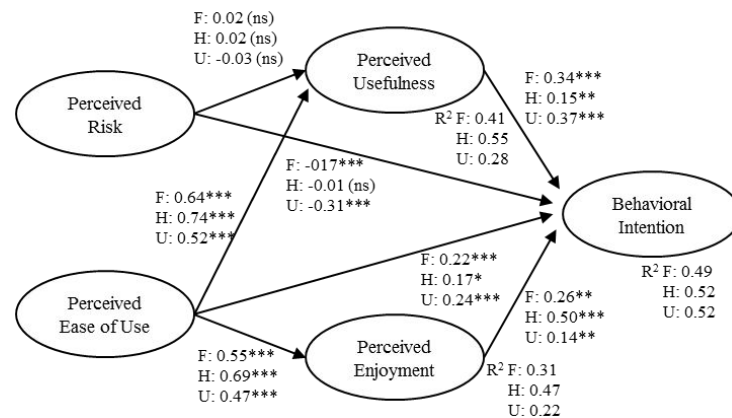 F: 0.02 (ns)
H: 0.02 (ns)
U: -0.03 (ns)
Perceived
Usefulness
F: 0.34***
H: 0.15**
U: 0.37***
Perceived
Risk
R² F: 0.41
H: 0.55
U: 0.28
F: -017***
H: -0.01 (ns)
U: -0.31***
F: 0.64***
H: 0.74***
U: 0.52***
Behavioral
Intention
R² F: 0.49
H: 0.52
U: 0.52
F: 0.22***
H: 0.17*
U: 0.24***
Perceived
Ease of Use
F: 0.26**
H: 0.50***
U: 0.14**
Perceived
Enjoyment
F: 0.55***
H: 0.69***
U: 0.47***
R² F: 0.31
H: 0.47
U: 0.22